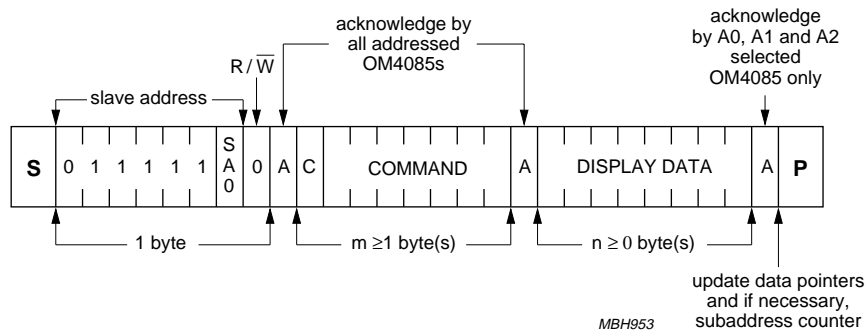 acknowledge by
all addressed
OM4085s
acknowledge
by A0, A1 and A2
selected
OM4085 only
R / W
slave address
S 0 1 1 1 1 1 SA0 0 A C COMMAND A DISPLAY DATA A P
1 byte
m ≥1 byte(s)
n ≥ 0 byte(s)
update data pointers
and if necessary,
subaddress counter
MBH953